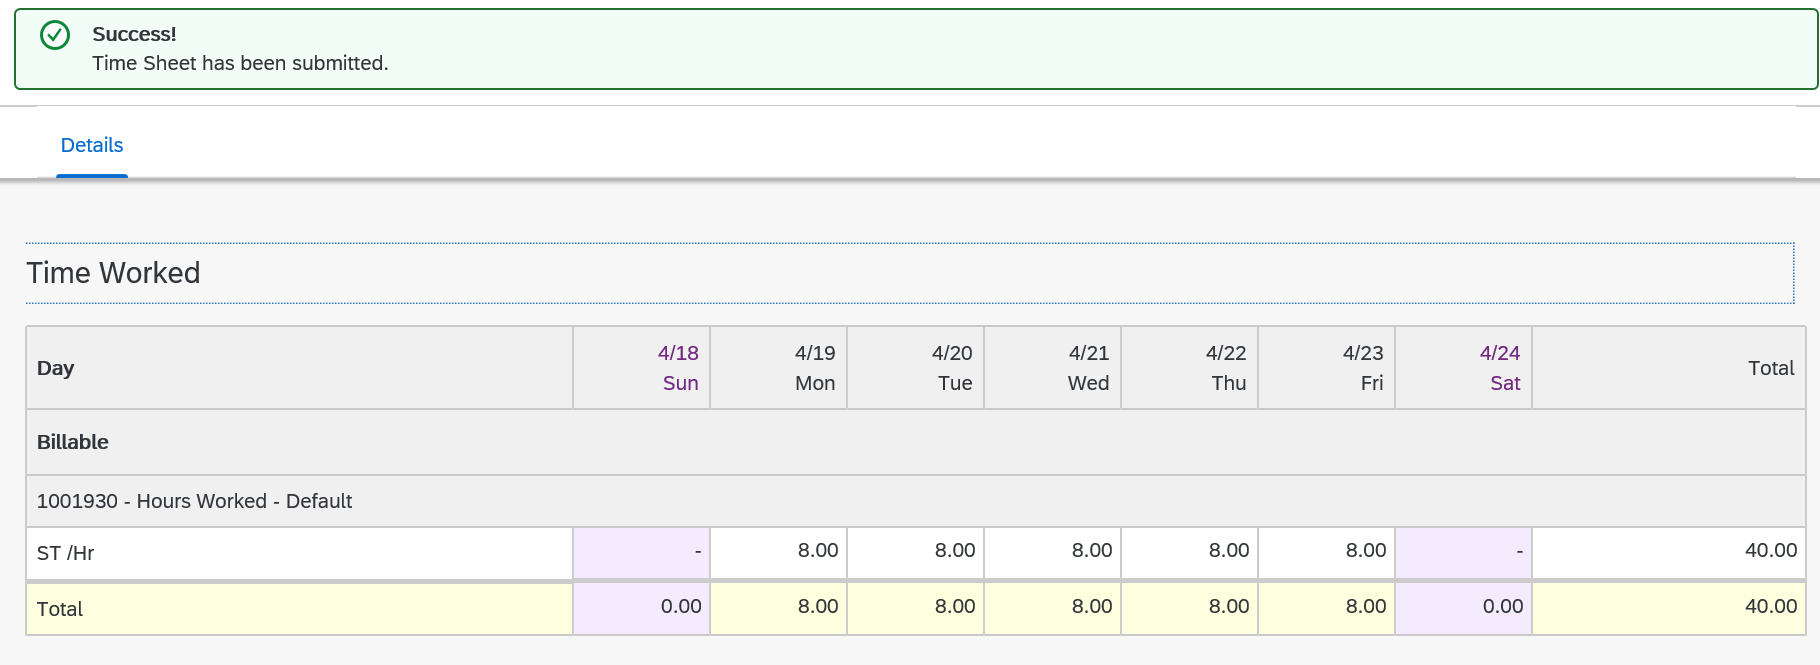 Success!
Time Sheet has been submitted.
Details
Time Worked
Day 4/18 Sun 4/19 Mon 4/20 Tue 4/21 Wed 4/22 Thu 4/23 Fri 4/24 Sat Total
Billable
1001930 - Hours Worked - Default
ST /Hr - 8.00 8.00 8.00 8.00 8.00 - 40.00
Total 0.00 8.00 8.00 8.00 8.00 8.00 0.00 40.00